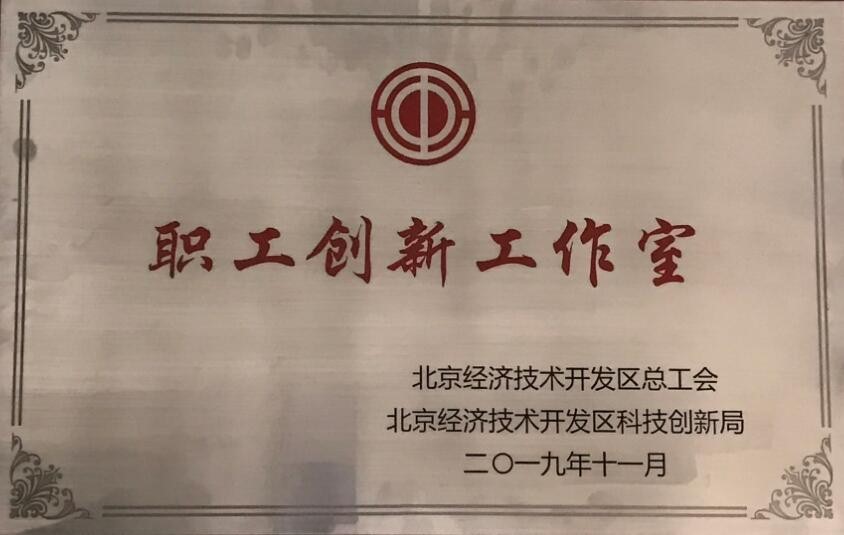 职工创新工作室
北京经济技术开发区总工会
北京经济技术开发区科技创新局
二〇一九年十一月